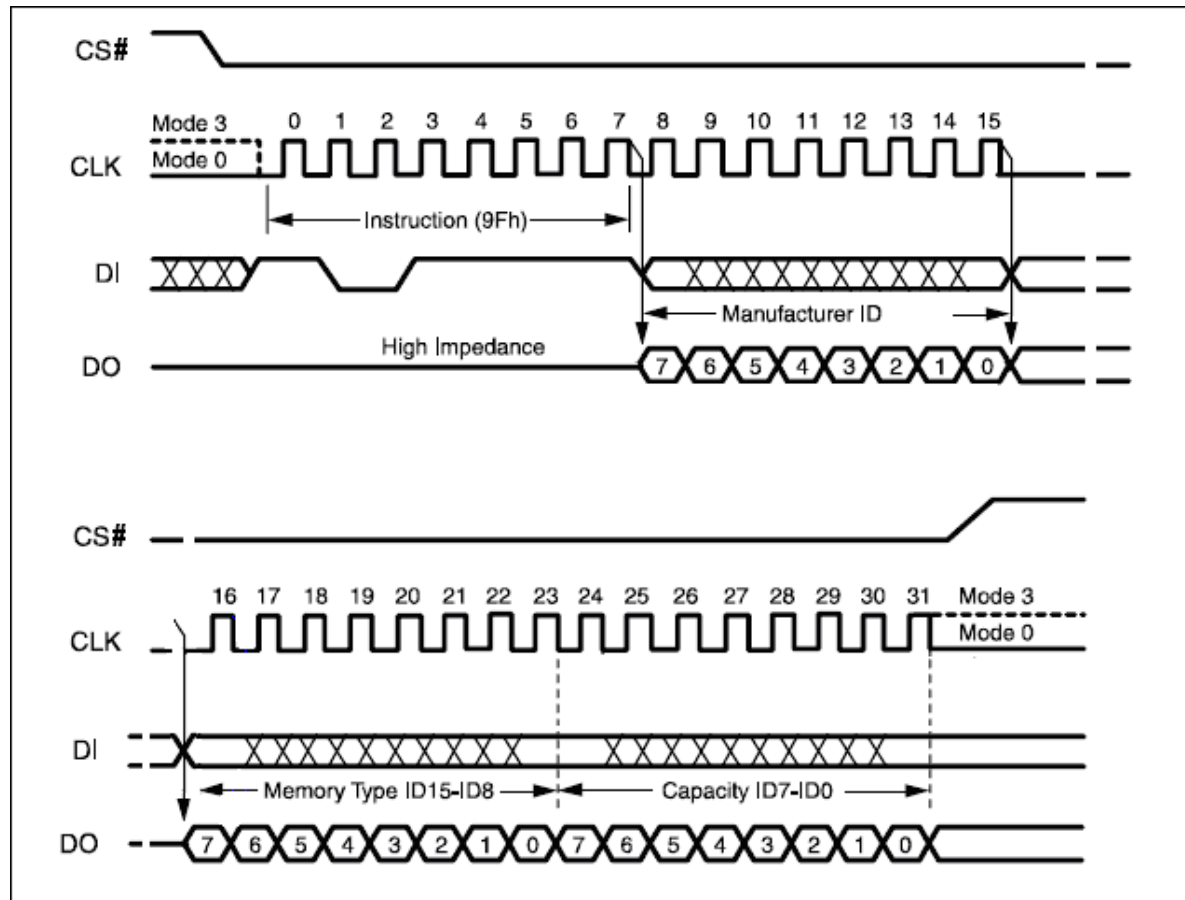 CS#
Mode 3
0 1 2 3 4 5 6 7 8 9 10 11 12 13 14 15
CLK
Mode 0
Instruction (9Fh)
DI
Manufacturer ID
High Impedance
DO
7 6 5 4 3 2 1 0
CS#
16 17 18 19 20 21 22 23 24 25 26 27 28 29 30 31
Mode 3
CLK
Mode 0
DI
Memory Type ID15-ID8
Capacity ID7-ID0
DO
7 6 5 4 3 2 1 0 7 6 5 4 3 2 1 0